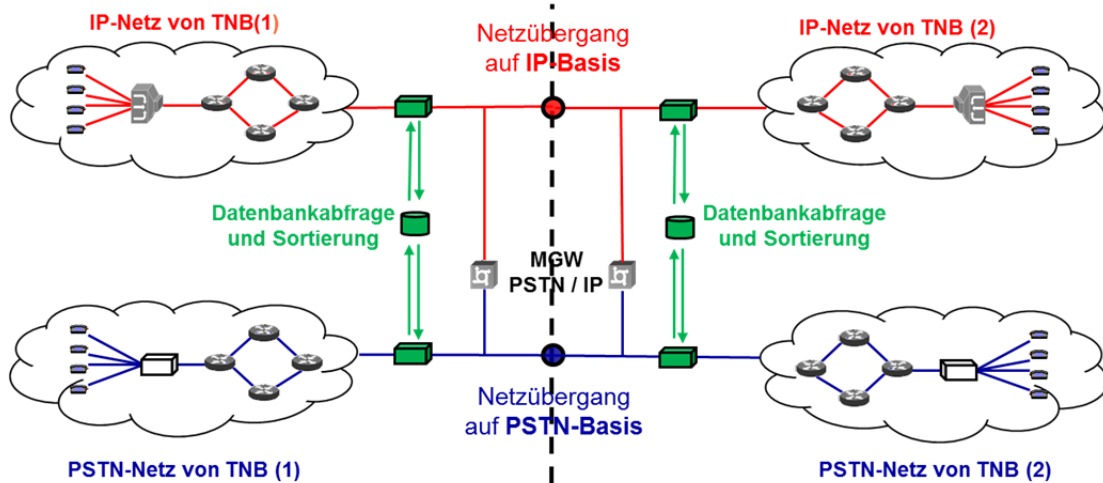 IP-Netz von TNB(1)
Netzübergang
auf IP-Basis
IP-Netz von TNB (2)
Datenbankabfrage
und Sortierung
Datenbankabfrage
und Sortierung
MGW
PSTN / IP
Netzübergang
auf PSTN-Basis
PSTN-Netz von TNB (1)
PSTN-Netz von TNB (2)